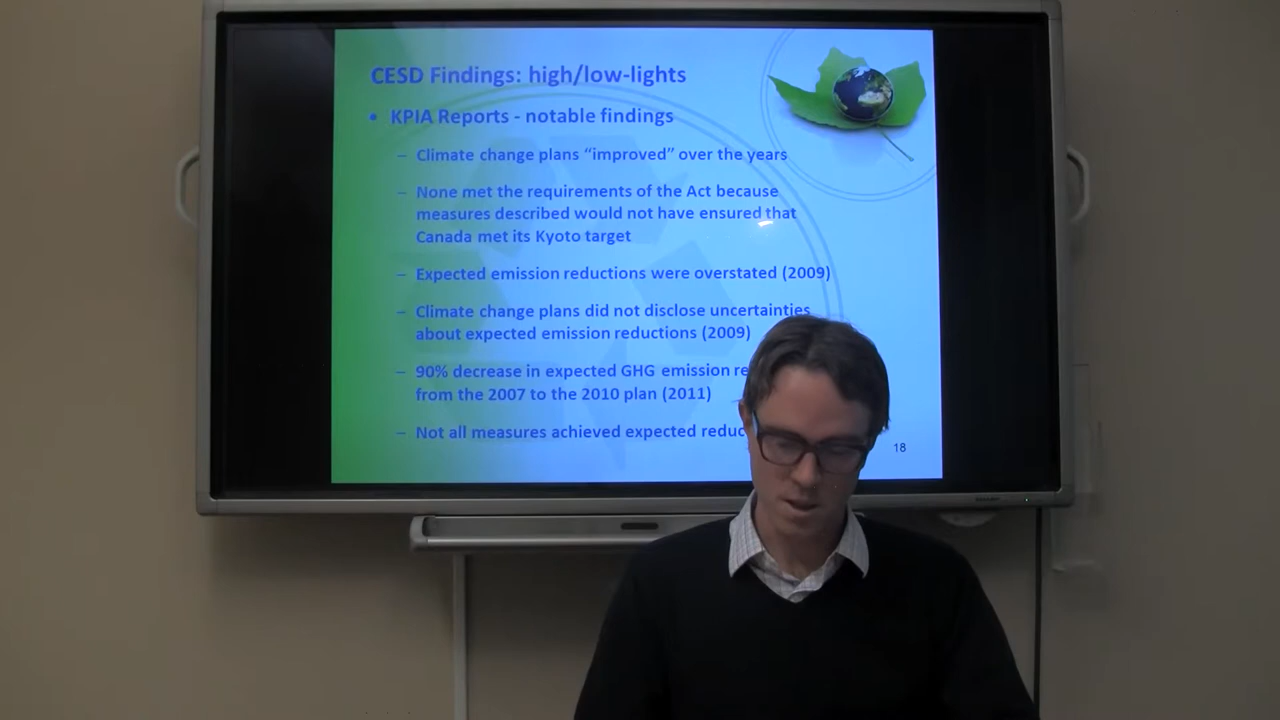 CESD Findings: high/low-lights
• KPIA Reports - notable findings
– Climate change plans “improved” over the years
– None met the requirements of the Act because
measures described would not have ensured that
Canada met its Kyoto target
– Expected emission reductions were overstated (2009)
– Climate change plans did not disclose uncertainties
about expected emission reductions (2009)
– 90% decrease in expected GHG emission
from the 2007 to the 2010 plan (2011)
– Not all measures achieved expected
18